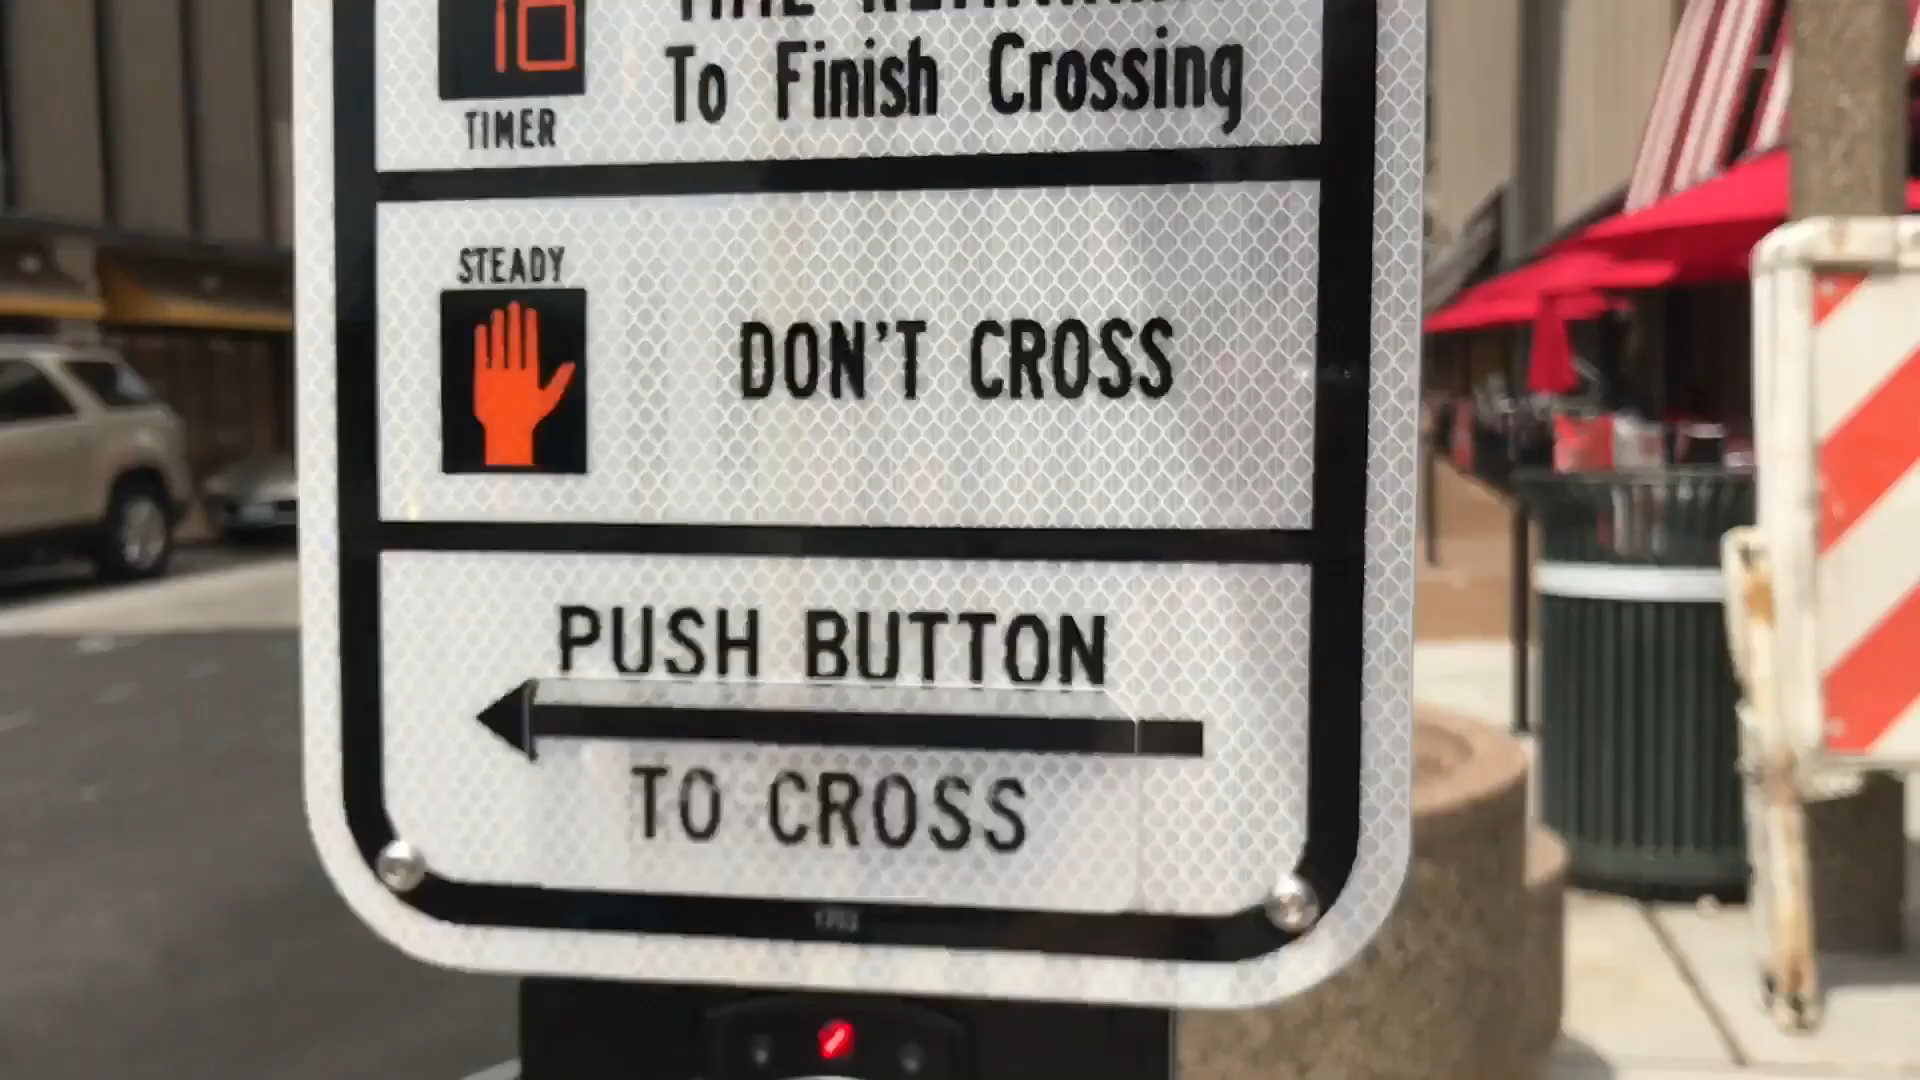 To Finish Crossing
TIMER
STEADY
DON'T CROSS
PUSH BUTTON
TO CROSS